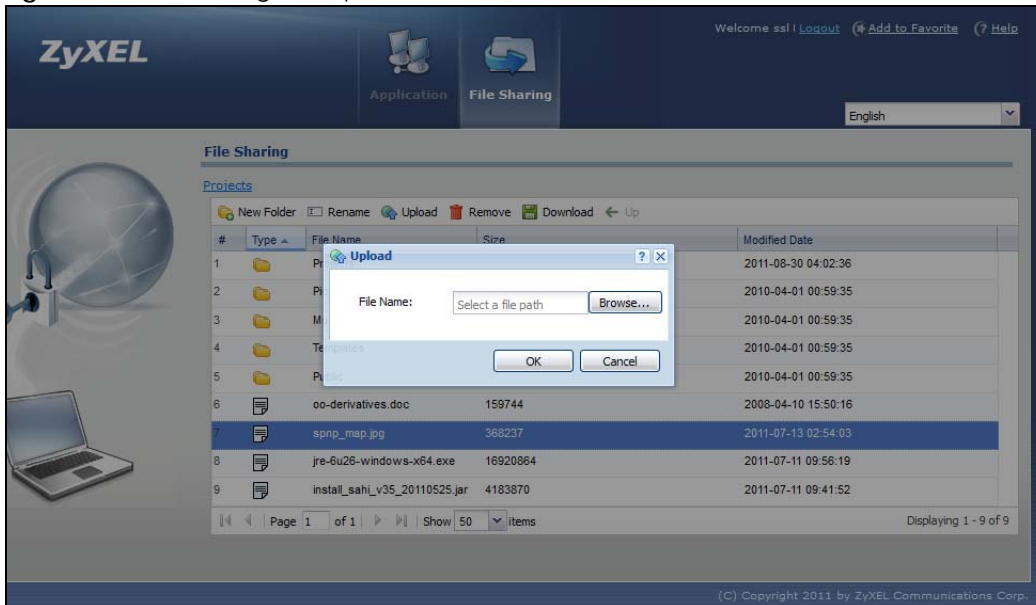 ZyXEL
Welcome ssl | Logout Add to Favorite ? Help
Application File Sharing
English
File Sharing
Projects
New Folder Rename Upload Remove Download Up
# Type File Name Size Modified Date
Upload ? X
File Name: Select a file path Browse...
OK Cancel
1 2011-08-30 04:02:36
2 2010-04-01 00:59:35
3 2010-04-01 00:59:35
4 Templates 2010-04-01 00:59:35
5 Public 2010-04-01 00:59:35
6 oo-derivatives.doc 159744 2008-04-10 15:50:16
7 spnp_map.jpg 368237 2011-07-13 02:54:03
8 jre-6u26-windows-x64.exe 16920864 2011-07-11 09:56:19
9 install_sahi_v35_20110525.jar 4183870 2011-07-11 09:41:52
Page 1 of 1 Show 50 items Displaying 1 - 9 of 9
(C) Copyright 2011 by ZyXEL Communications Corp.